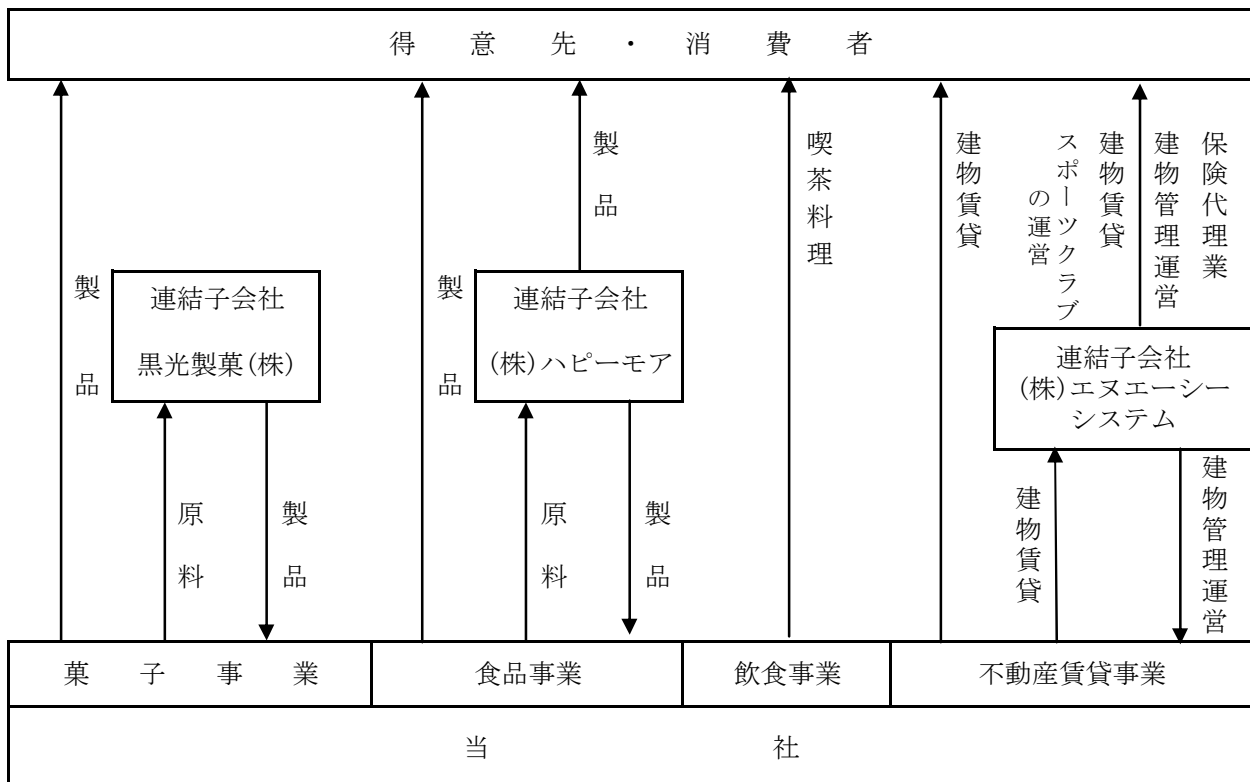 得意先・消費者
製品
連結子会社
黒光製菓(株)
原料
製品
製品
製品
連結子会社
(株)ハピーモア
原料
製品
喫茶料理
建物賃貸
スポーツクラブ
の運営
建物賃貸
建物管理運営
保険代理業
連結子会社
(株)エヌエーシー
システム
建物賃貸
建物管理運営
菓子事業
食品事業
飲食事業
不動産賃貸事業
当社